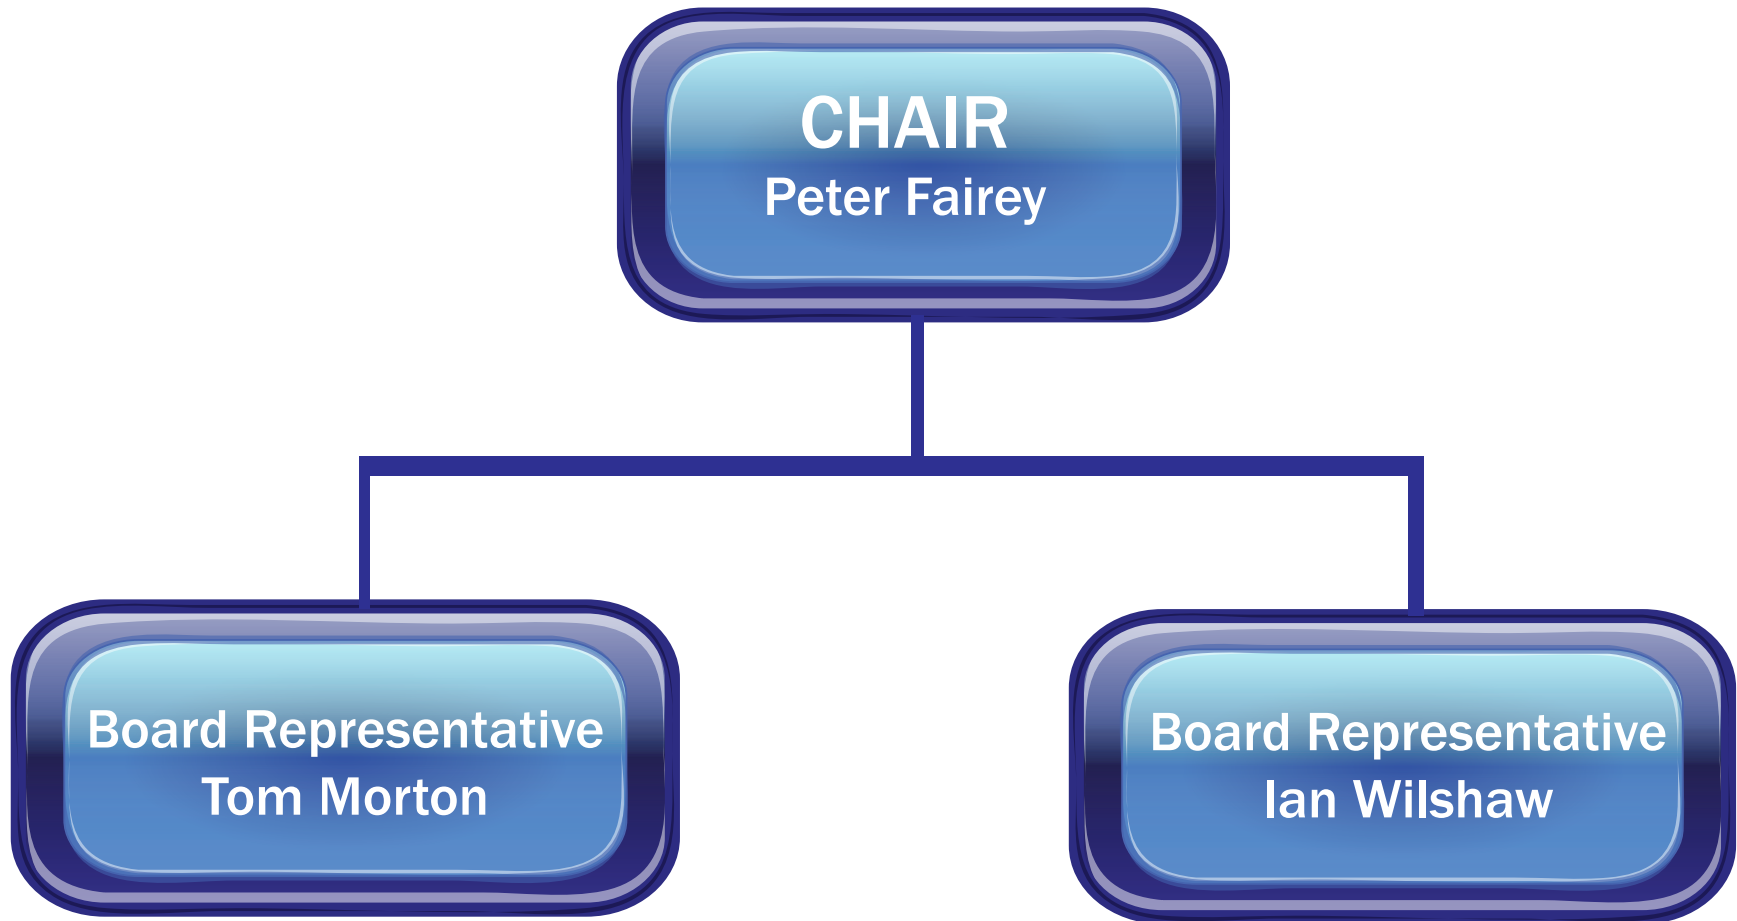 CHAIR
Peter Fairey
Board Representative
Tom Morton
Board Representative
Ian Wilshaw